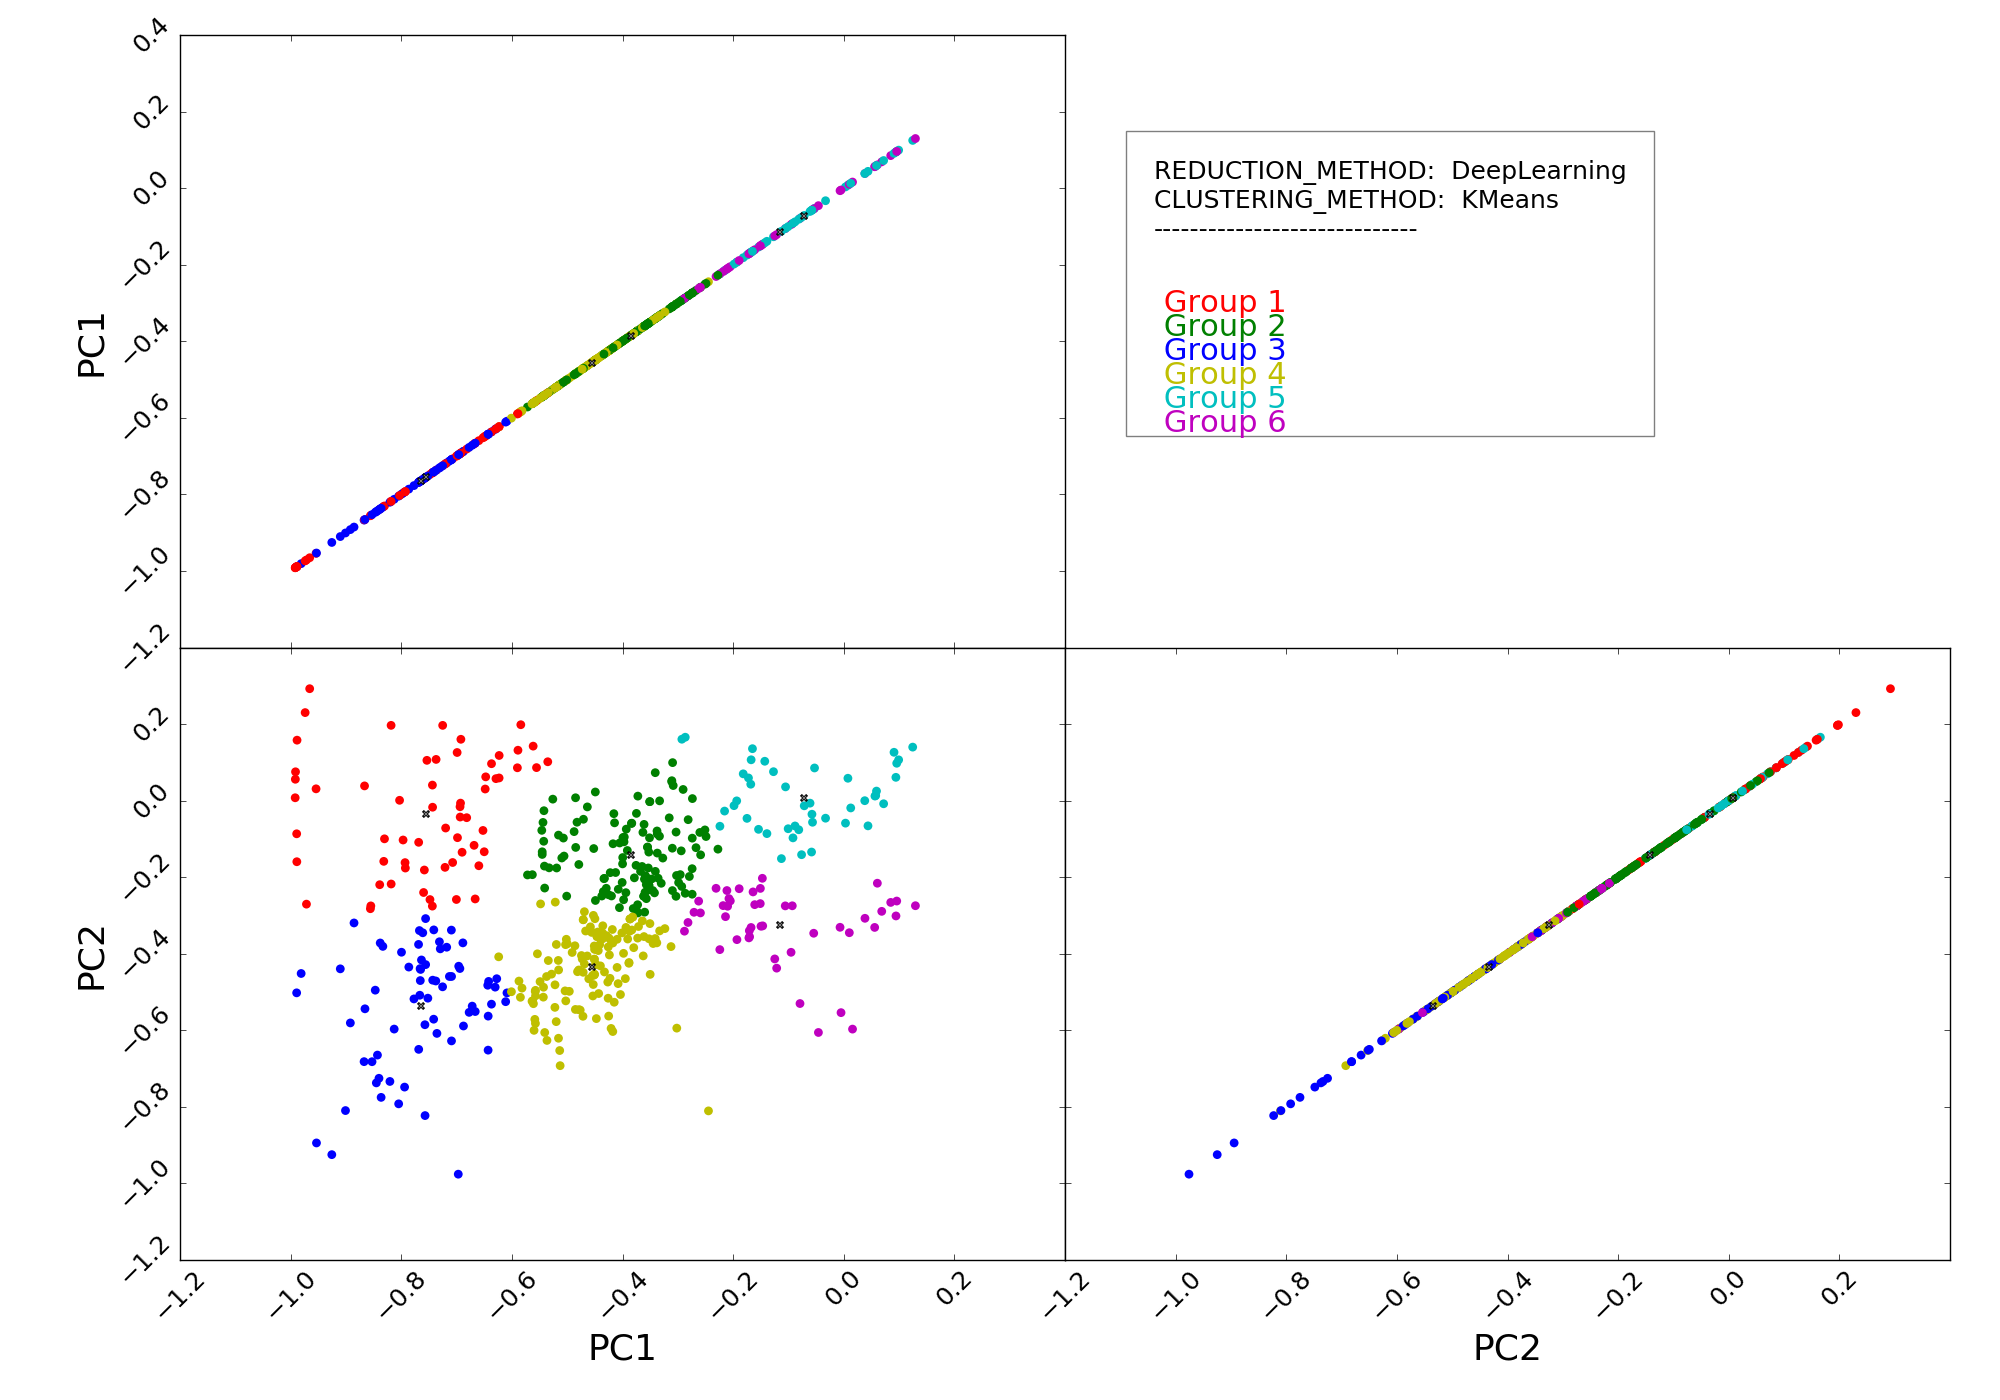 0.4
0.2
0.0
−0.2
−0.4
−0.6
−0.8
−1.0
−1.2
PC1
REDUCTION_METHOD:  DeepLearning
CLUSTERING_METHOD:  KMeans
-----------------------------
Group 1
Group 2
Group 3
Group 4
Group 5
Group 6
0.2
0.0
−0.2
−0.4
−0.6
−0.8
−1.0
−1.2
PC2
−1.2 −1.0 −0.8 −0.6 −0.4 −0.2 0.0 0.2
−1.2 −1.0 −0.8 −0.6 −0.4 −0.2 0.0 0.2
PC1
PC2